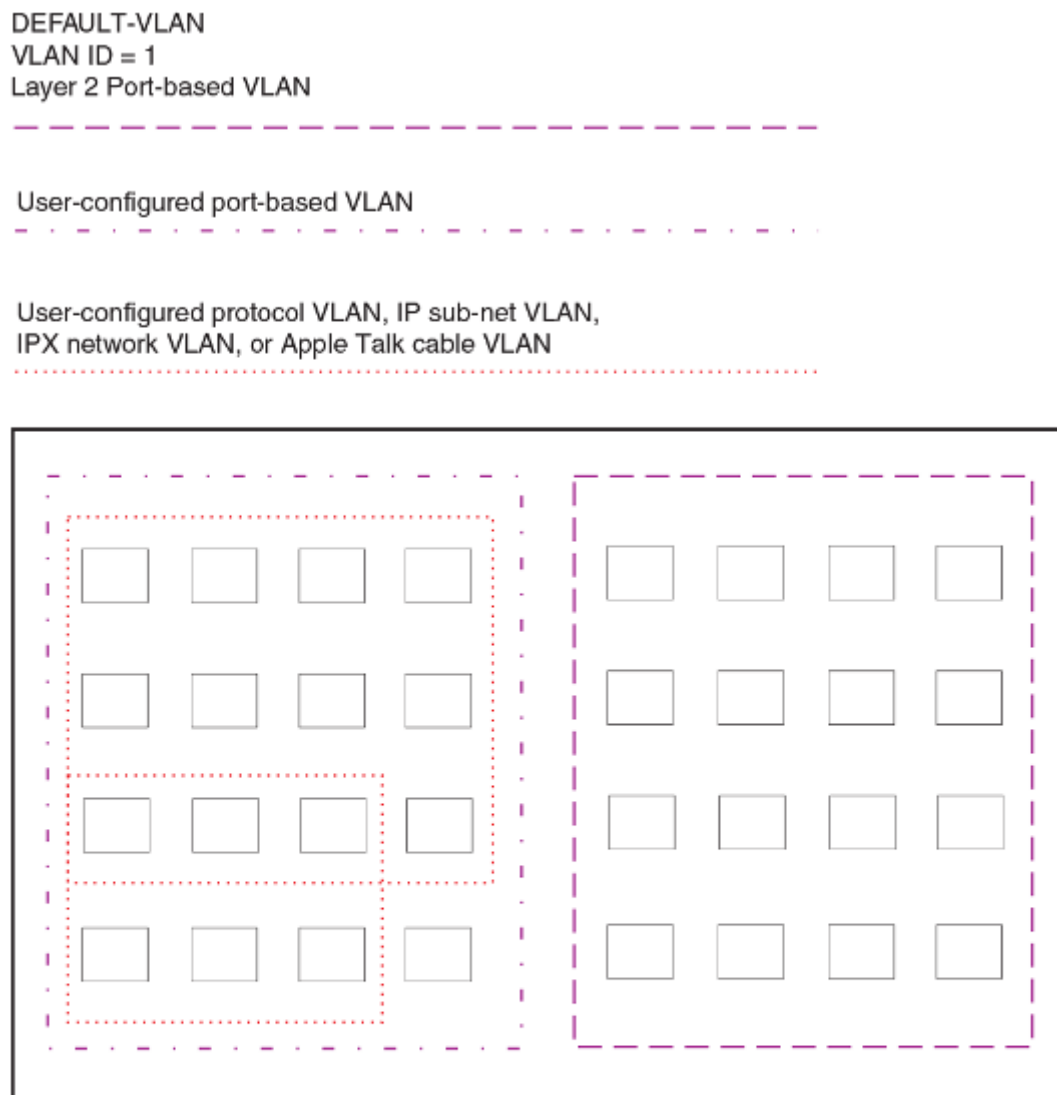 DEFAULT-VLAN
VLAN ID = 1
Layer 2 Port-based VLAN
User-configured port-based VLAN
User-configured protocol VLAN, IP sub-net VLAN,
IPX network VLAN, or Apple Talk cable VLAN